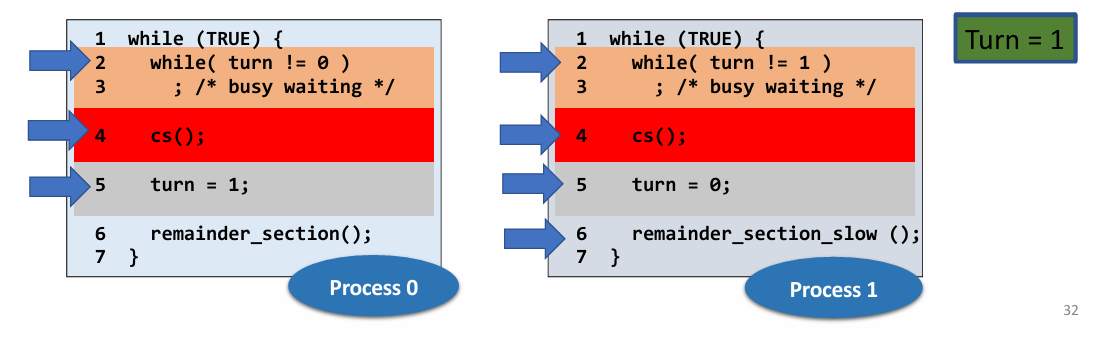 1 while (TRUE) {
2 while( turn != 0 )
3 ; /* busy waiting */
4 cs();
5 turn = 1;
6 remainder_section();
7 }
Process 0
1 while (TRUE) {
2 while( turn != 1 )
3 ; /* busy waiting */
4 cs();
5 turn = 0;
6 remainder_section_slow ();
7 }
Process 1
Turn = 1
32